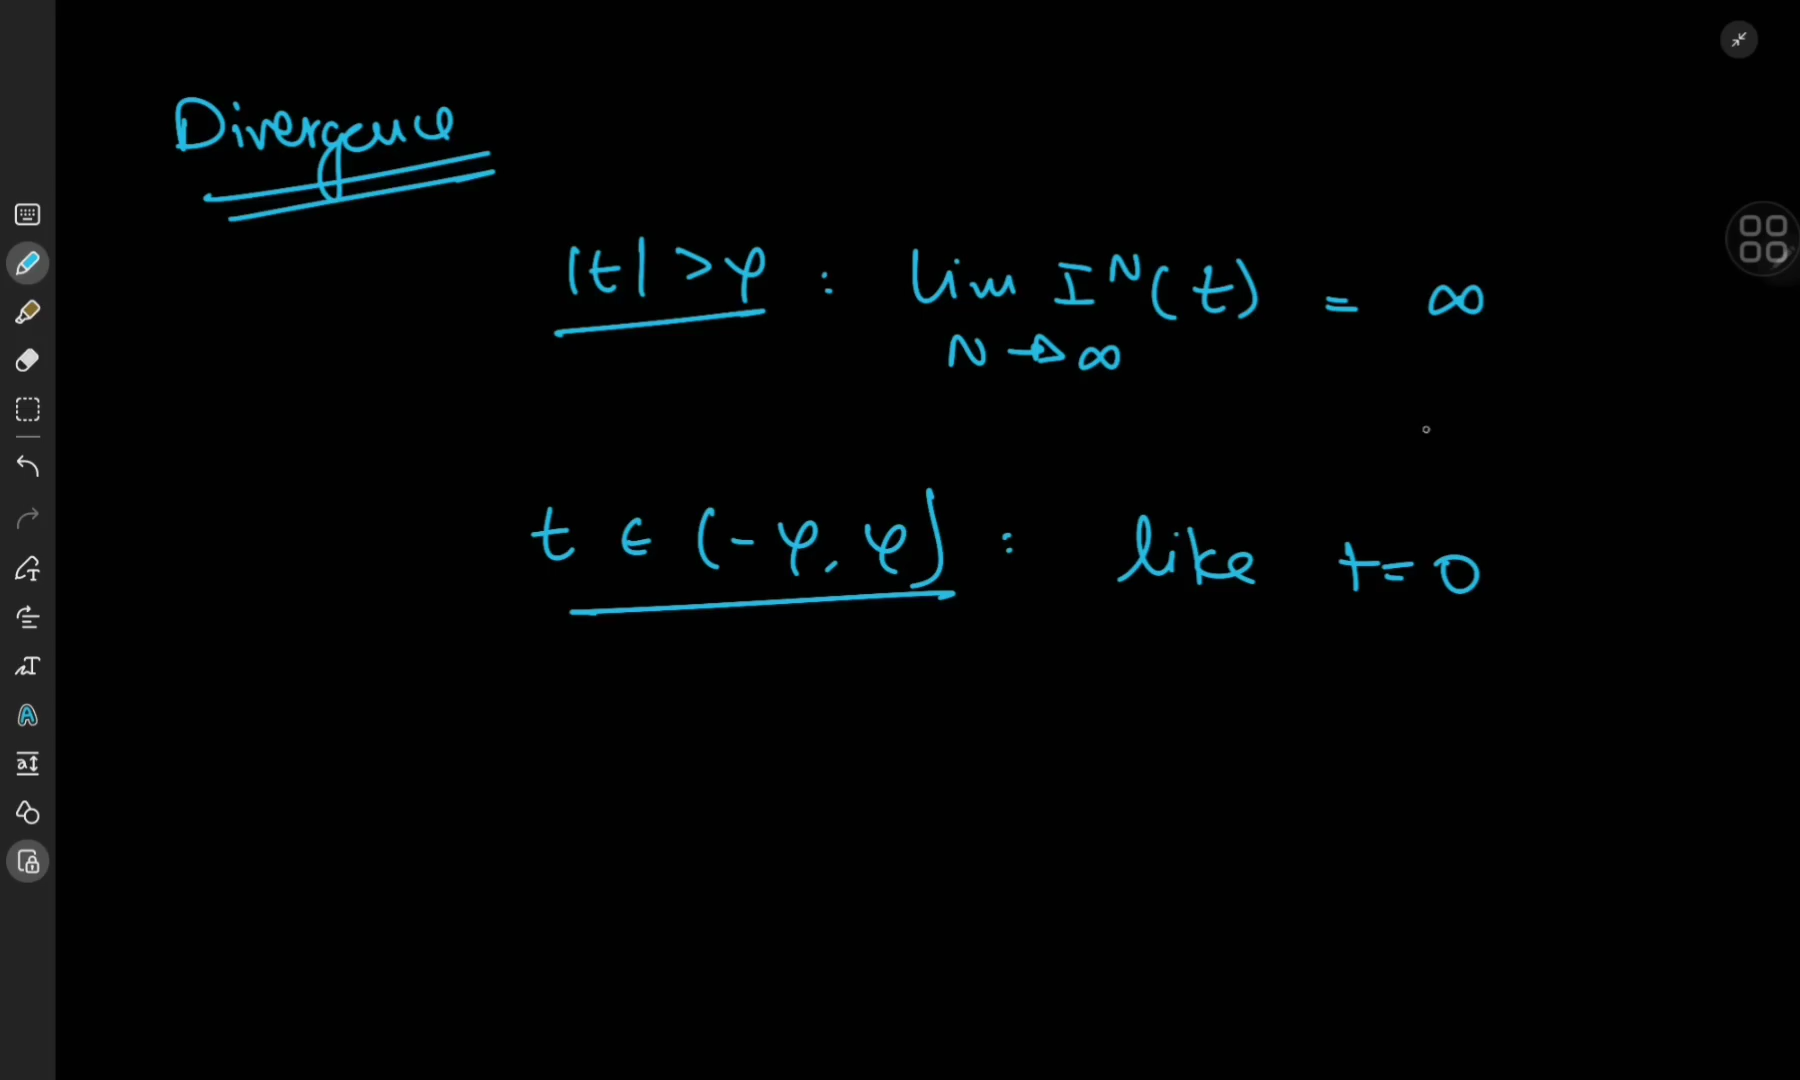 Divergence
|t| > φ : lim I^N(t) = ∞
N → ∞
t ∈ (-φ, φ) : like t = 0